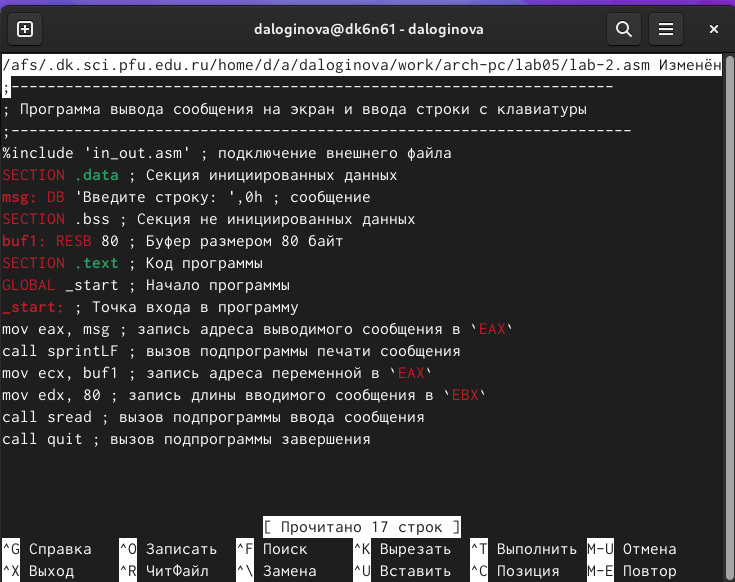 daloginova@dk6n61 - daloginova
/afs/.dk.sci.pfu.edu.ru/home/d/a/daloginova/work/arch-pc/lab05/lab-2.asm Изменён
;-------------------------------------------------------------------
; Программа вывода сообщения на экран и ввода строки с клавиатуры
;---------------------------------------------------------------------
%include 'in_out.asm' ; подключение внешнего файла
SECTION .data ; Секция инициированных данных
msg: DB 'Введите строку: ',0h ; сообщение
SECTION .bss ; Секция не инициированных данных
buf1: RESB 80 ; Буфер размером 80 байт
SECTION .text ; Код программы
GLOBAL _start ; Начало программы
_start: ; Точка входа в программу
mov eax, msg ; запись адреса выводимого сообщения в `EAX`
call sprintLF ; вызов подпрограммы печати сообщения
mov ecx, buf1 ; запись адреса переменной в `EAX`
mov edx, 80 ; запись длины вводимого сообщения в `EBX`
call sread ; вызов подпрограммы ввода сообщения
call quit ; вызов подпрограммы завершения
[ Прочитано 17 строк ]
^G Справка ^O Записать ^F Поиск ^K Вырезать ^T Выполнить M-U Отмена
^X Выход ^R ЧитФайл ^\ Замена ^U Вставить ^C Позиция M-E Повтор